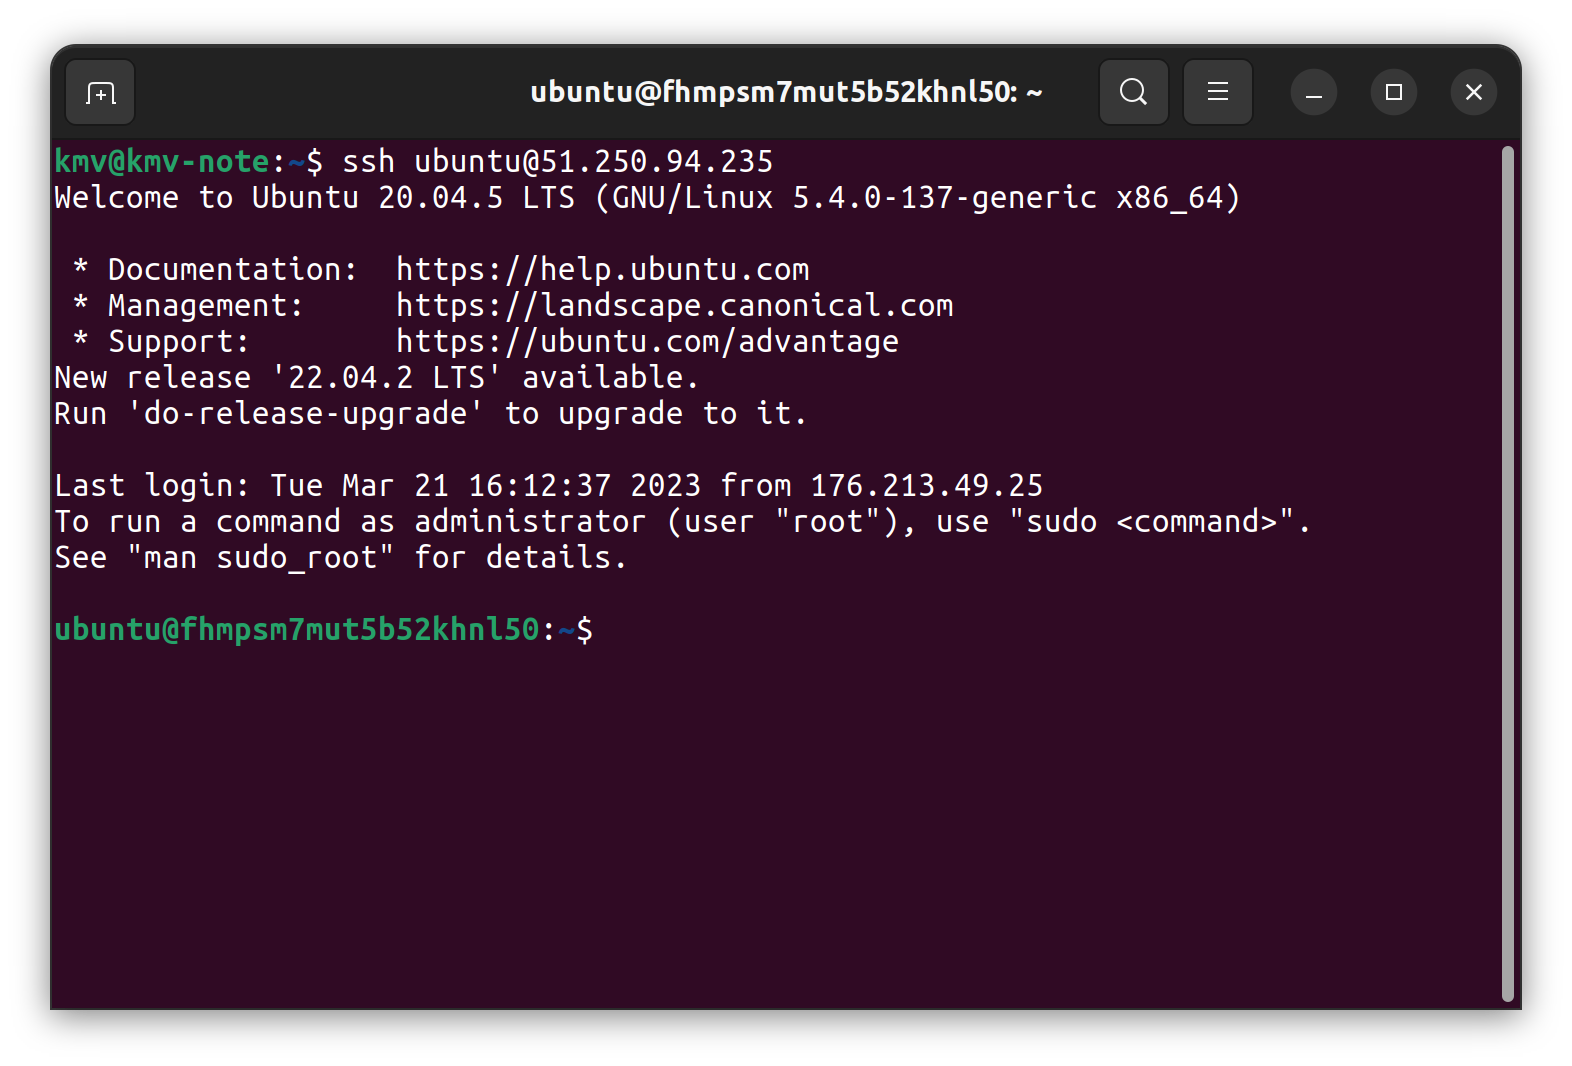 ubuntu@fhmpsm7mut5b52khnl50: ~
kmv@kmv-note:~$ ssh ubuntu@51.250.94.235
Welcome to Ubuntu 20.04.5 LTS (GNU/Linux 5.4.0-137-generic x86_64)
 * Documentation:  https://help.ubuntu.com
 * Management:     https://landscape.canonical.com
 * Support:        https://ubuntu.com/advantage
New release '22.04.2 LTS' available.
Run 'do-release-upgrade' to upgrade to it.
Last login: Tue Mar 21 16:12:37 2023 from 176.213.49.25
To run a command as administrator (user "root"), use "sudo <command>".
See "man sudo_root" for details.
ubuntu@fhmpsm7mut5b52khnl50:~$